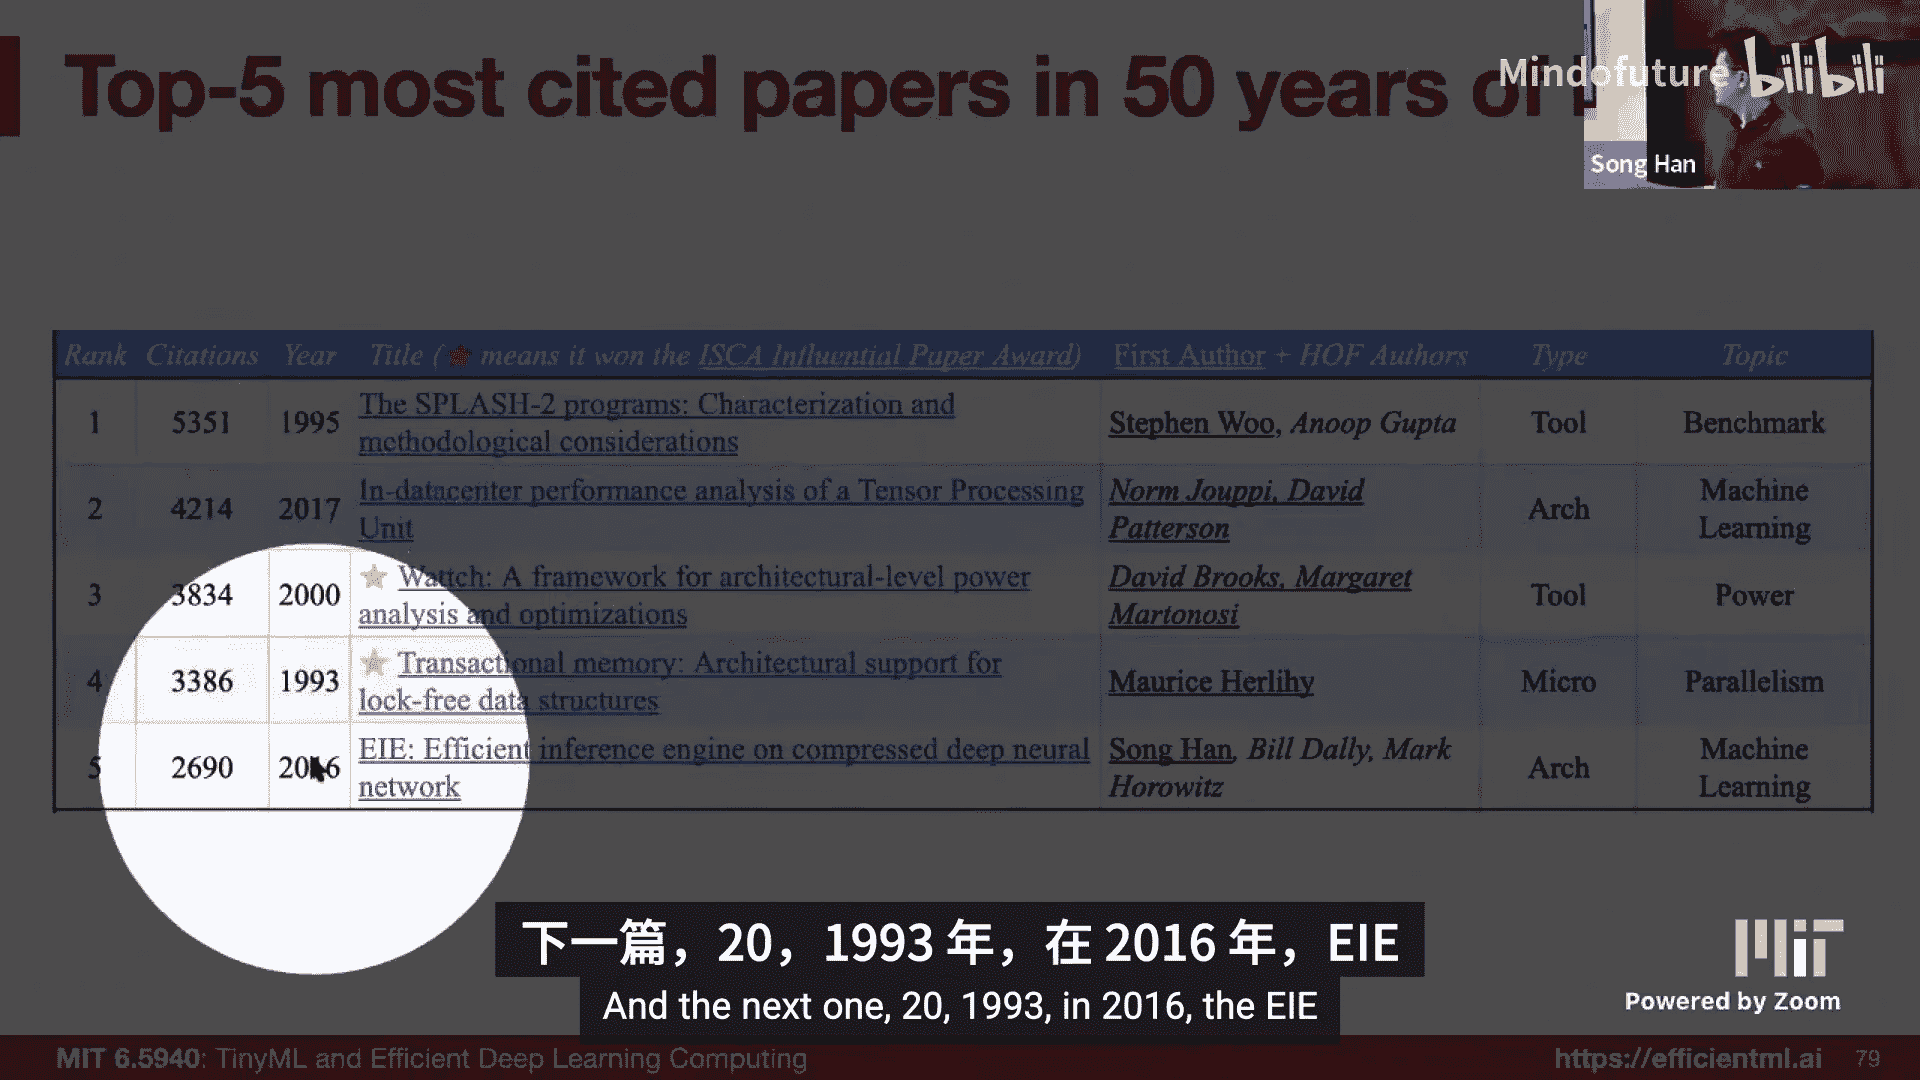 Top-5 most cited papers in 50 years of
Mindofuture bilibili
Song Han
Rank Citations Year Title (★ means it won the ISCA Influential Paper Award) First Author + HOF Authors Type Topic
1 5351 1995 The SPLASH-2 programs: Characterization and methodological considerations Stephen Woo, Anoop Gupta Tool Benchmark
2 4214 2017 In-datacenter performance analysis of a Tensor Processing Unit Norm Jouppi, David Patterson Arch Machine Learning
3 3834 2000 ★ Wattch: A framework for architectural-level power analysis and optimizations David Brooks, Margaret Martonosi Tool Power
4 3386 1993 ★ Transactional memory: Architectural support for lock-free data structures Maurice Herlihy Micro Parallelism
5 2690 2016 EIE: Efficient inference engine on compressed deep neural network Song Han, Bill Dally, Mark Horowitz Arch Machine Learning
下一篇，20，1993 年，在 2016 年，EIE
And the next one, 20, 1993, in 2016, the EIE
MIT
Powered by Zoom
MIT 6.5940: TinyML and Efficient Deep Learning Computing
https://efficientml.ai 79